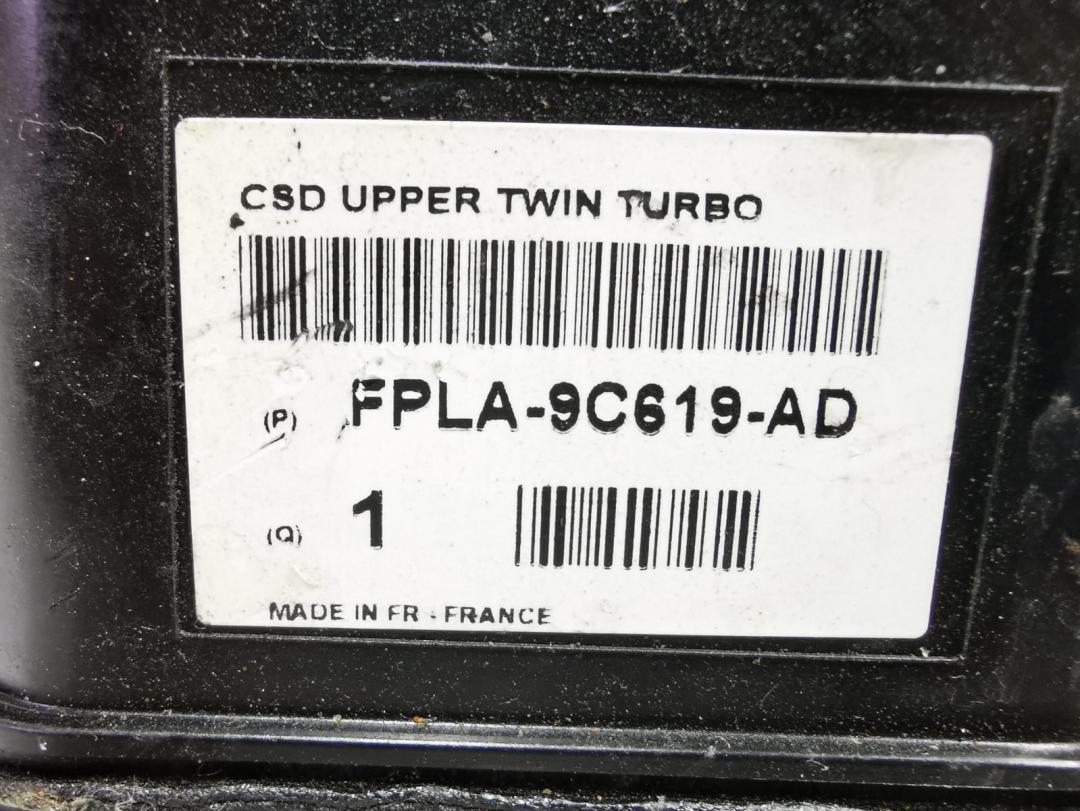 CSD UPPER TWIN TURBO
(P) FPLA-9C619-AD
(Q) 1
MADE IN FR - FRANCE